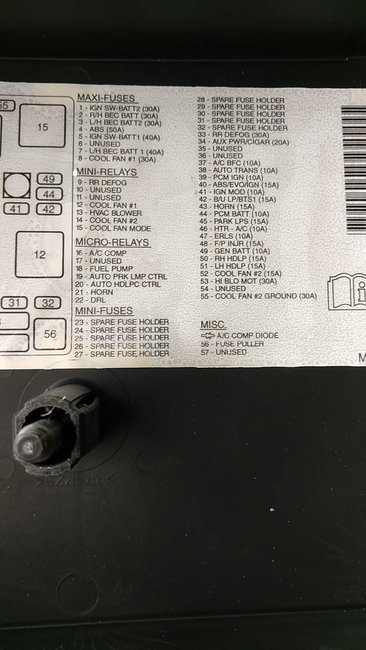 55
15
49
44
41
42
12
31
32
56
MAXI-FUSES
1 - IGN SW-BATT2 (30A)
2 - R/H BEC BATT2 (30A)
3 - L/H BEC BATT2 (30A)
4 - ABS (50A)
5 - IGN SW-BATT1 (40A)
6 - UNUSED
7 - L/H BEC BATT 1 (40A)
8 - COOL FAN #1 (30A)
MINI-RELAYS
9 - RR DEFOG
10 - UNUSED
11 - UNUSED
12 - COOL FAN #1
13 - HVAC BLOWER
14 - COOL FAN #2
15 - COOL FAN MODE
MICRO-RELAYS
16 - A/C COMP
17 - UNUSED
18 - FUEL PUMP
19 - AUTO PRK LMP CTRL
20 - AUTO HDLPC CTRL
21 - HORN
22 - DRL
MINI-FUSES
23 - SPARE FUSE HOLDER
24 - SPARE FUSE HOLDER
25 - SPARE FUSE HOLDER
26 - SPARE FUSE HOLDER
27 - SPARE FUSE HOLDER
28 - SPARE FUSE HOLDER
29 - SPARE FUSE HOLDER
30 - SPARE FUSE HOLDER
31 - SPARE FUSE HOLDER
32 - SPARE FUSE HOLDER
33 - RR DEFOG (30A)
34 - AUX PWR/CIGAR (20A)
35 - UNUSED
36 - UNUSED
37 - A/C BFC (10A)
38 - AUTO TRANS (10A)
39 - PCM IGN (10A)
40 - ABS/EVO/IGN (15A)
41 - IGN MOD (10A)
42 - B/U LP/BTS1 (15A)
43 - HORN (15A)
44 - PCM BATT (10A)
45 - PARK LPS (15A)
46 - HTR - A/C (10A)
47 - ERLS (10A)
48 - F/P INJR (15A)
49 - GEN BATT (10A)
50 - RH HDLP (15A)
51 - LH HDLP (15A)
52 - COOL FAN #2 (15A)
53 - HI BLO MOT (30A)
54 - UNUSED
55 - COOL FAN #2 GROUND (30A)
MISC.
A/C COMP DIODE
56 - FUSE PULLER
57 - UNUSED
M